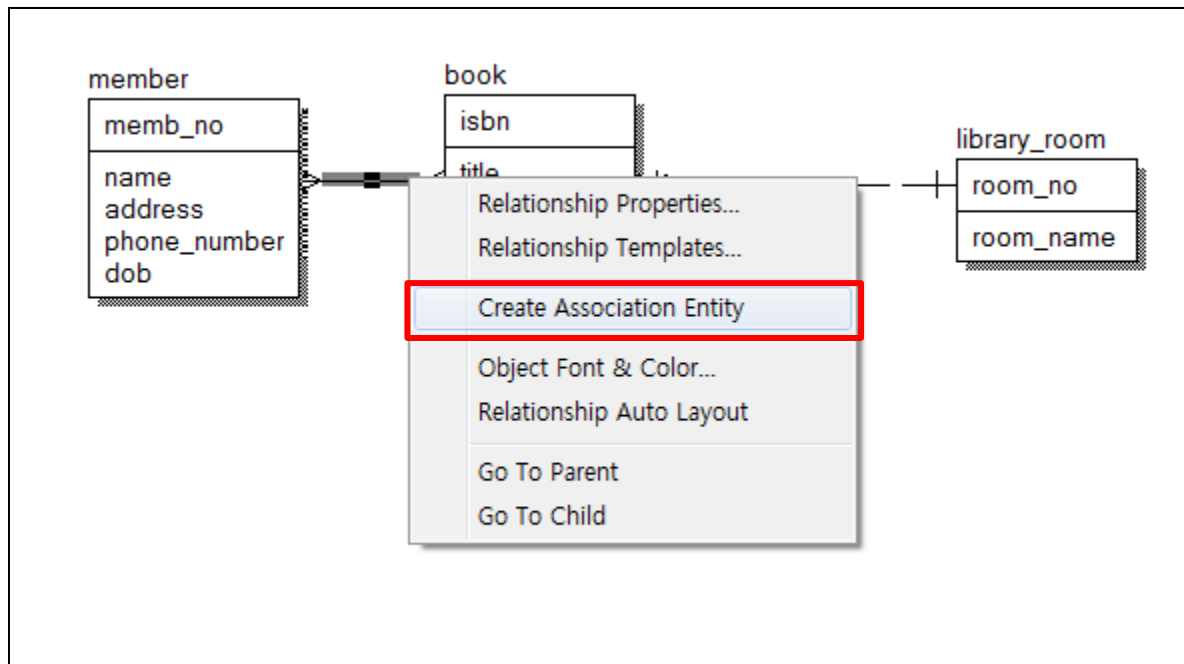 member
memb_no
name
address
phone_number
dob
book
isbn
title
library_room
room_no
room_name
Relationship Properties...
Relationship Templates...
Create Association Entity
Object Font & Color...
Relationship Auto Layout
Go To Parent
Go To Child